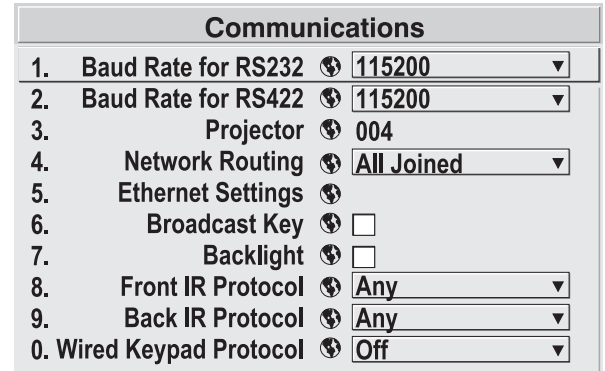 Communications
1. Baud Rate for RS232 115200
2. Baud Rate for RS422 115200
3. Projector 004
4. Network Routing All Joined
5. Ethernet Settings
6. Broadcast Key
7. Backlight
8. Front IR Protocol Any
9. Back IR Protocol Any
0. Wired Keypad Protocol Off